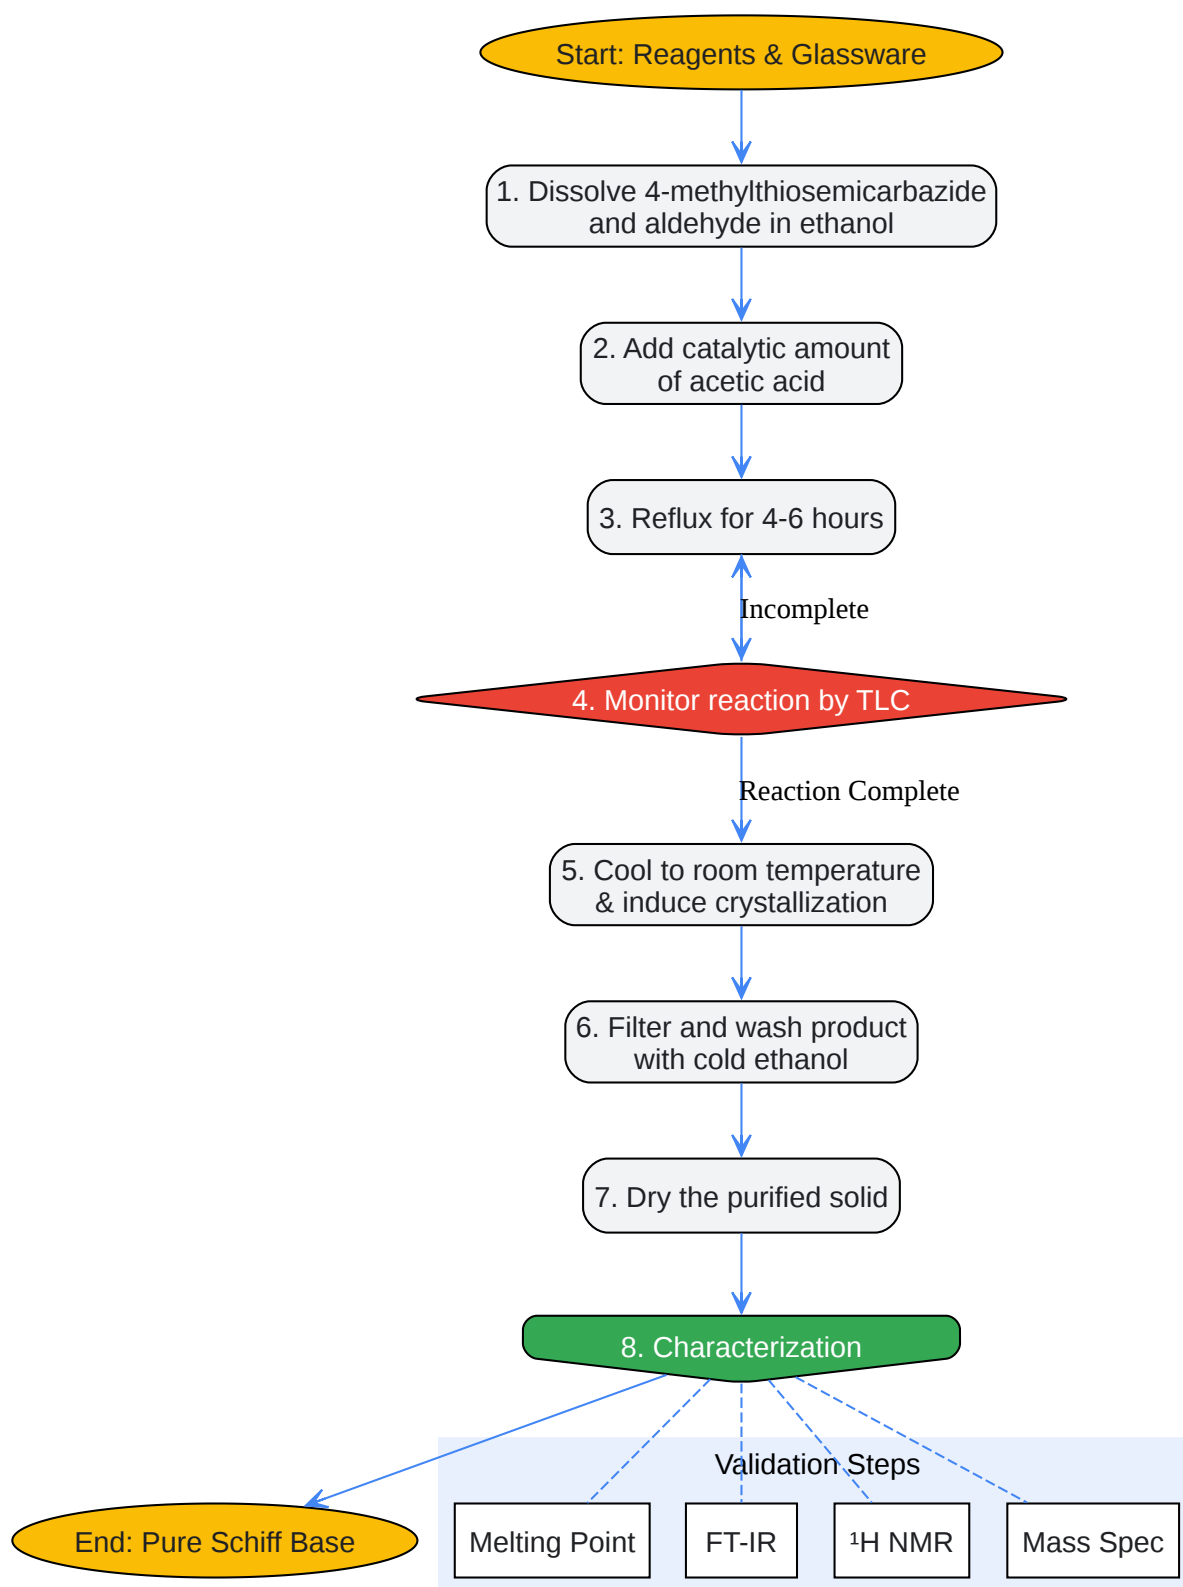 Start: Reagents & Glassware
1. Dissolve 4-methylthiosemicarbazide
and aldehyde in ethanol
2. Add catalytic amount
of acetic acid
3. Reflux for 4-6 hours
Incomplete
4. Monitor reaction by TLC
Reaction Complete
5. Cool to room temperature
& induce crystallization
6. Filter and wash product
with cold ethanol
7. Dry the purified solid
8. Characterization
Validation Steps
End: Pure Schiff Base
Melting Point
FT-IR
¹H NMR
Mass Spec